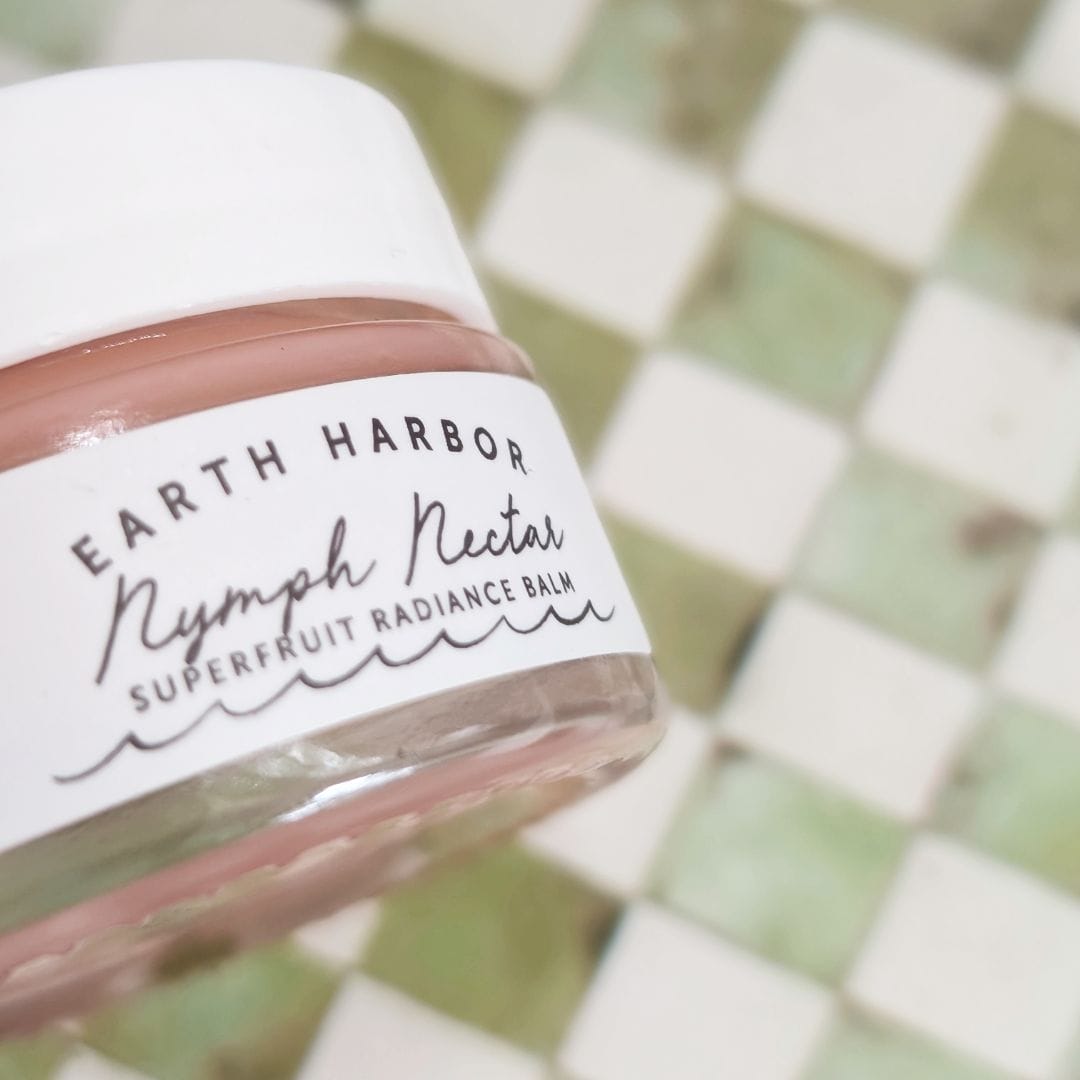 EARTH HARBOR
Nymph Nectar
SUPERFRUIT RADIANCE BALM